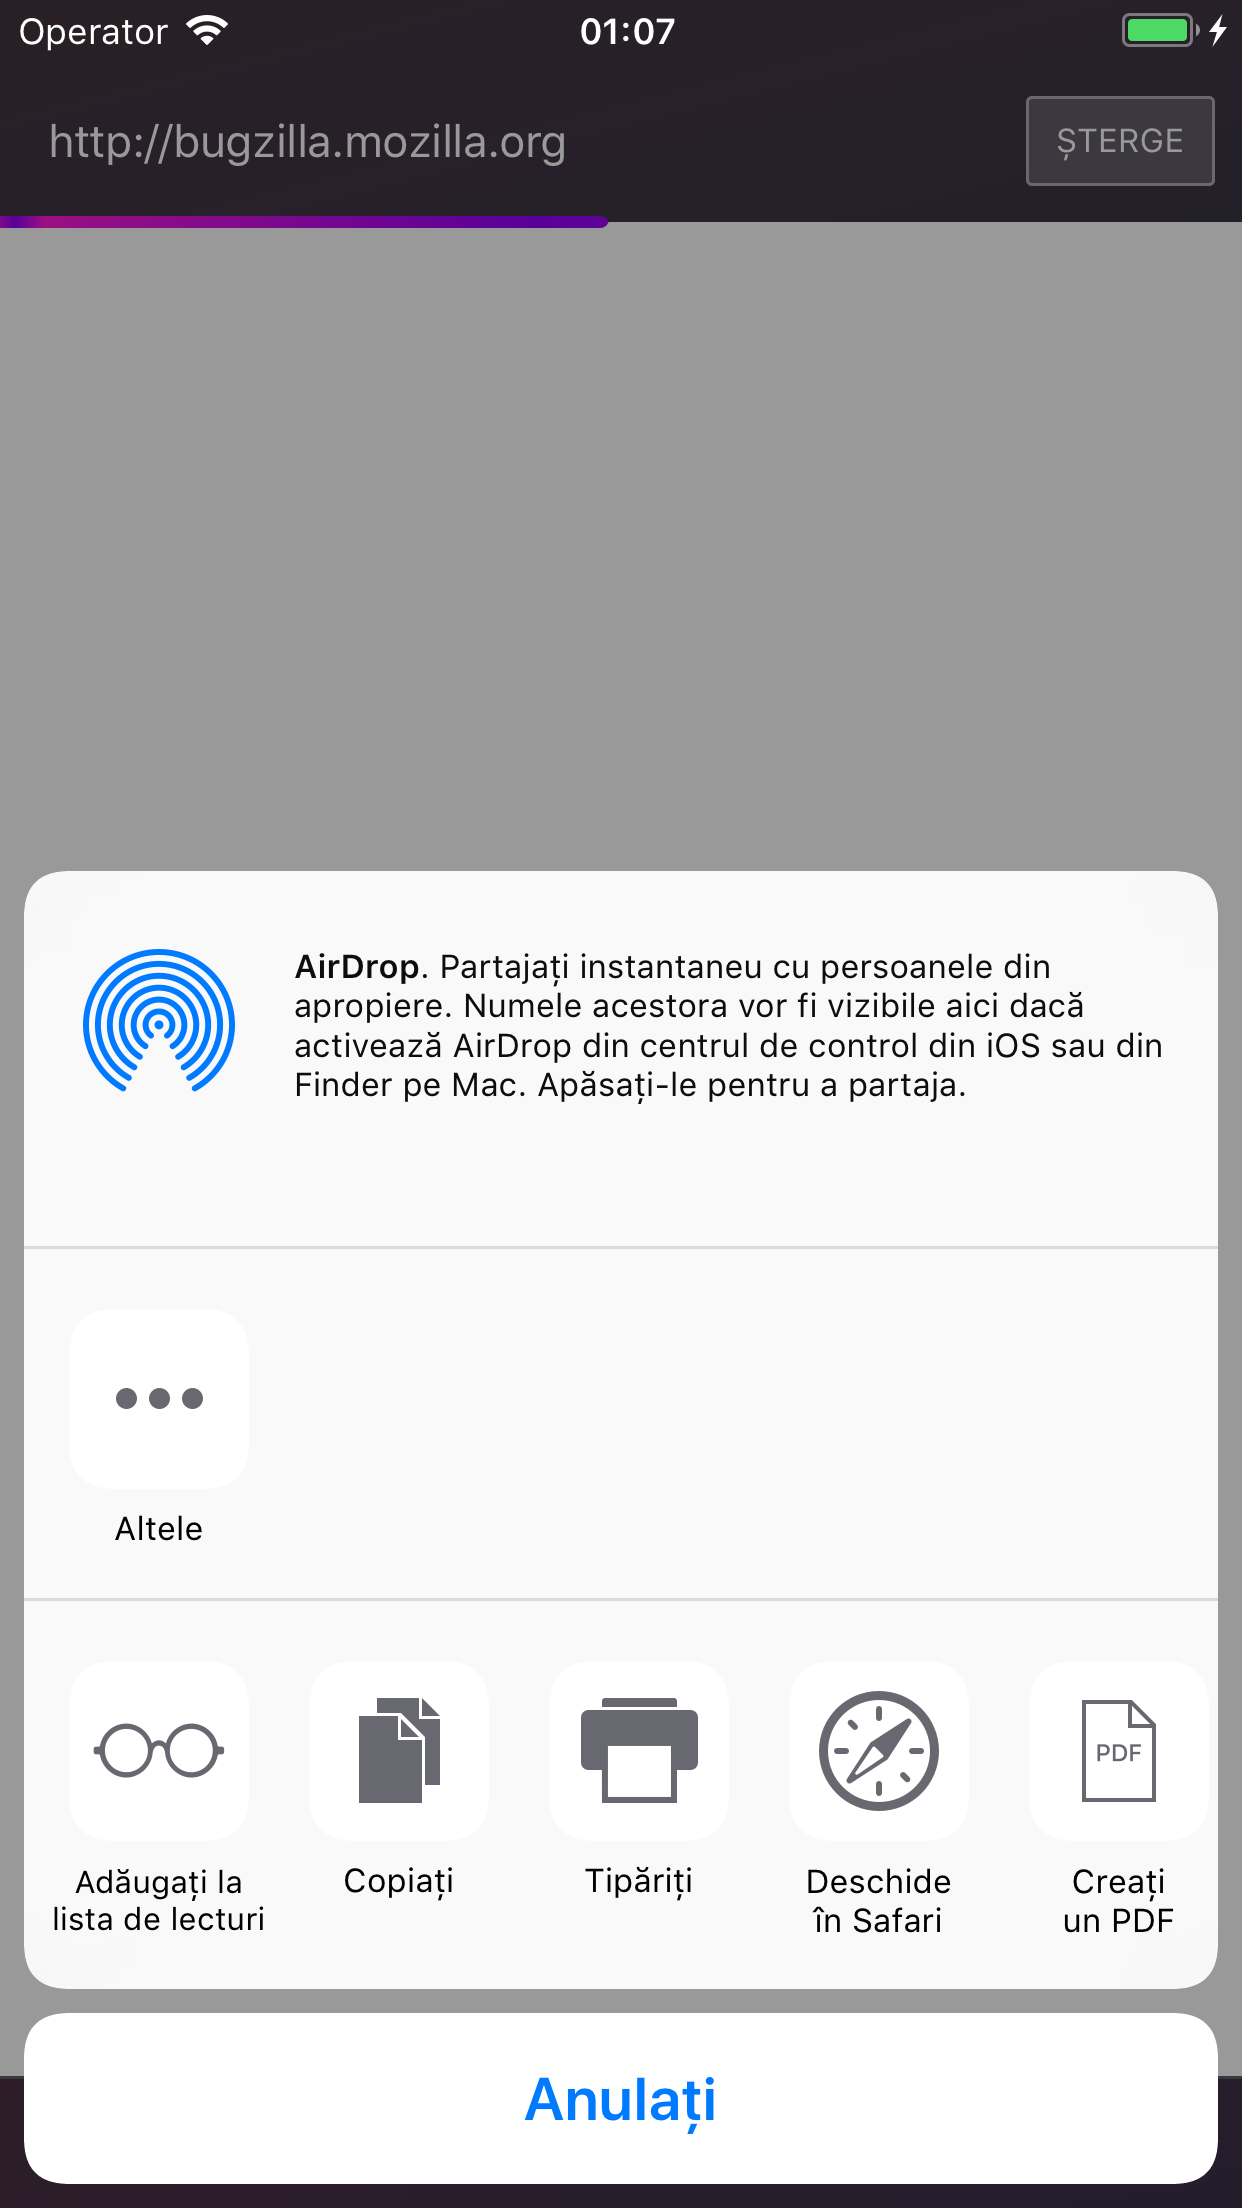 Operator 01:07
http://bugzilla.mozilla.org ȘTERGE
AirDrop. Partajați instantaneu cu persoanele din
apropiere. Numele acestora vor fi vizibile aici dacă
activează AirDrop din centrul de control din iOS sau din
Finder pe Mac. Apăsați-le pentru a partaja.
Altele
PDF
Adăugați la
lista de lecturi
Copiați
Tipăriți
Deschide
în Safari
Creați
un PDF
Anulați